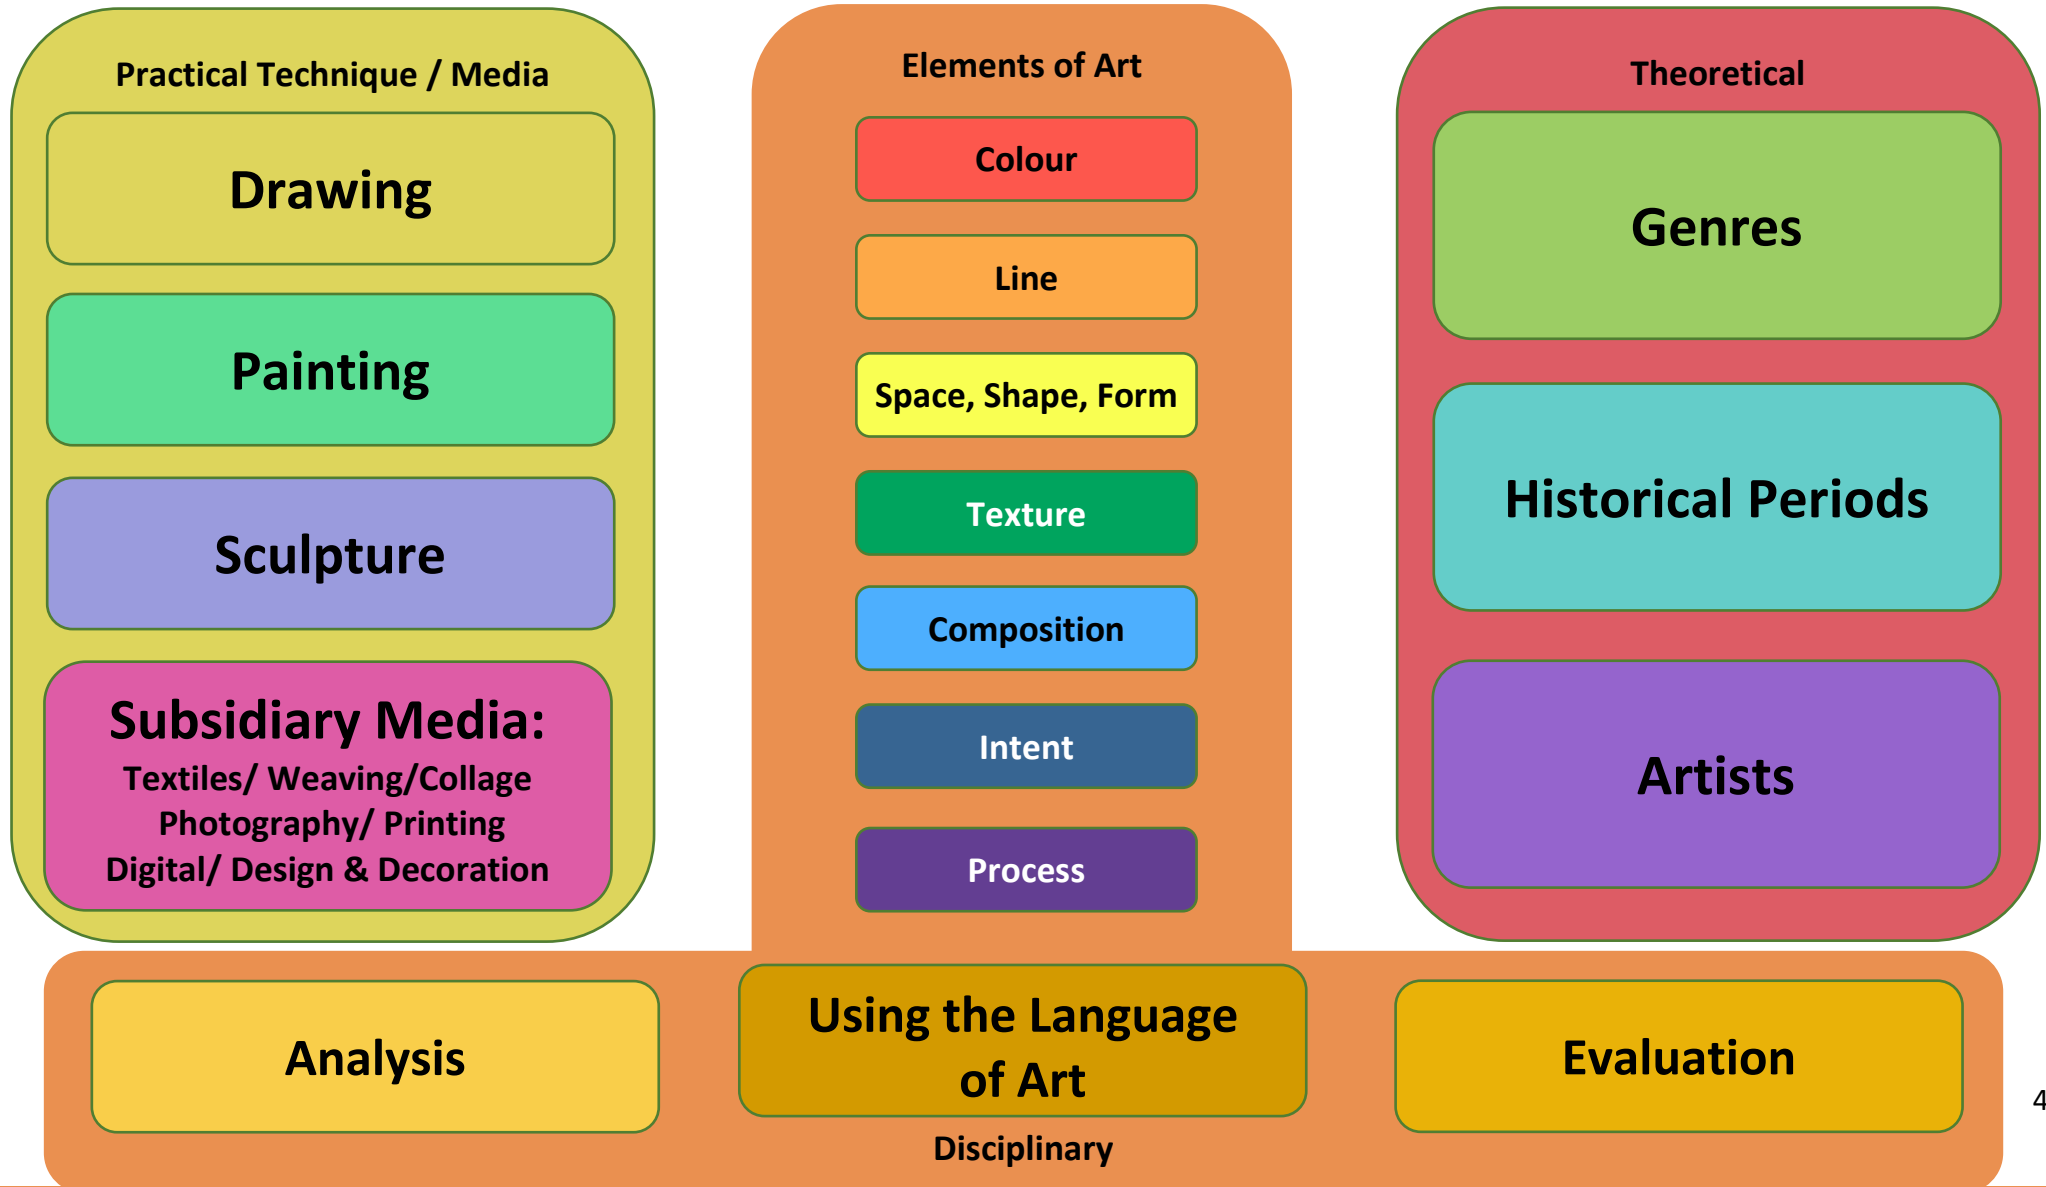 Practical Technique / Media
Drawing
Painting
Sculpture
Subsidiary Media:
Textiles/ Weaving/Collage
Photography/ Printing
Digital/ Design & Decoration
Elements of Art
Colour
Line
Space, Shape, Form
Texture
Composition
Intent
Process
Theoretical
Genres
Historical Periods
Artists
Analysis
Using the Language
of Art
Evaluation
Disciplinary
4